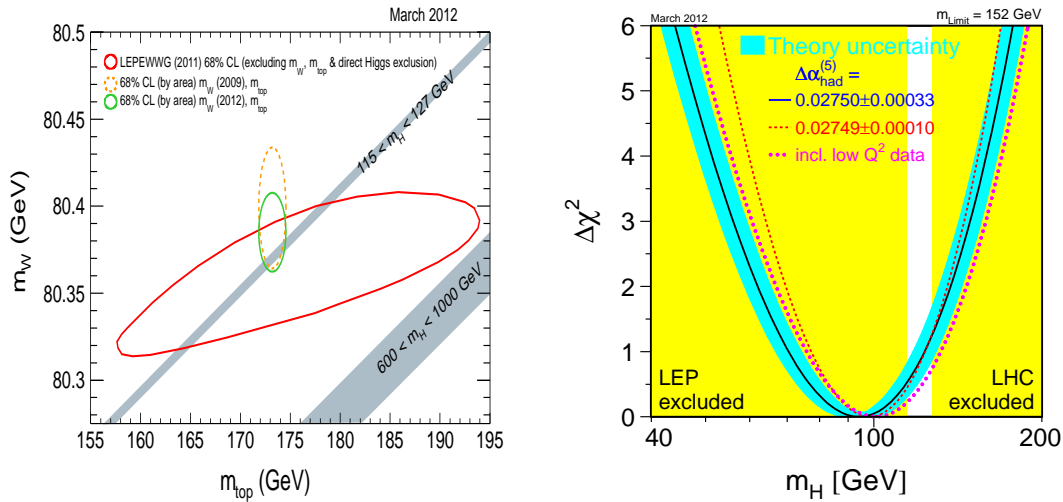 March 2012
80.5
LEPEWWG (2011) 68% CL (excluding m_W, m_top & direct Higgs exclusion)
68% CL (by area) m_W (2009), m_top
68% CL (by area) m_W (2012), m_top
80.45
115 < m_H < 127 GeV
m_W (GeV)
80.4
80.35
600 < m_H < 1000 GeV
80.3
155 160 165 170 175 180 185 190 195
m_top (GeV)
March 2012
m_Limit = 152 GeV
6
Theory uncertainty
Δα_had^(5) =
5
0.02750±0.00033
0.02749±0.00010
4
incl. low Q² data
Δχ²
3
2
1
LEP
excluded
LHC
excluded
0
40 100 200
m_H [GeV]